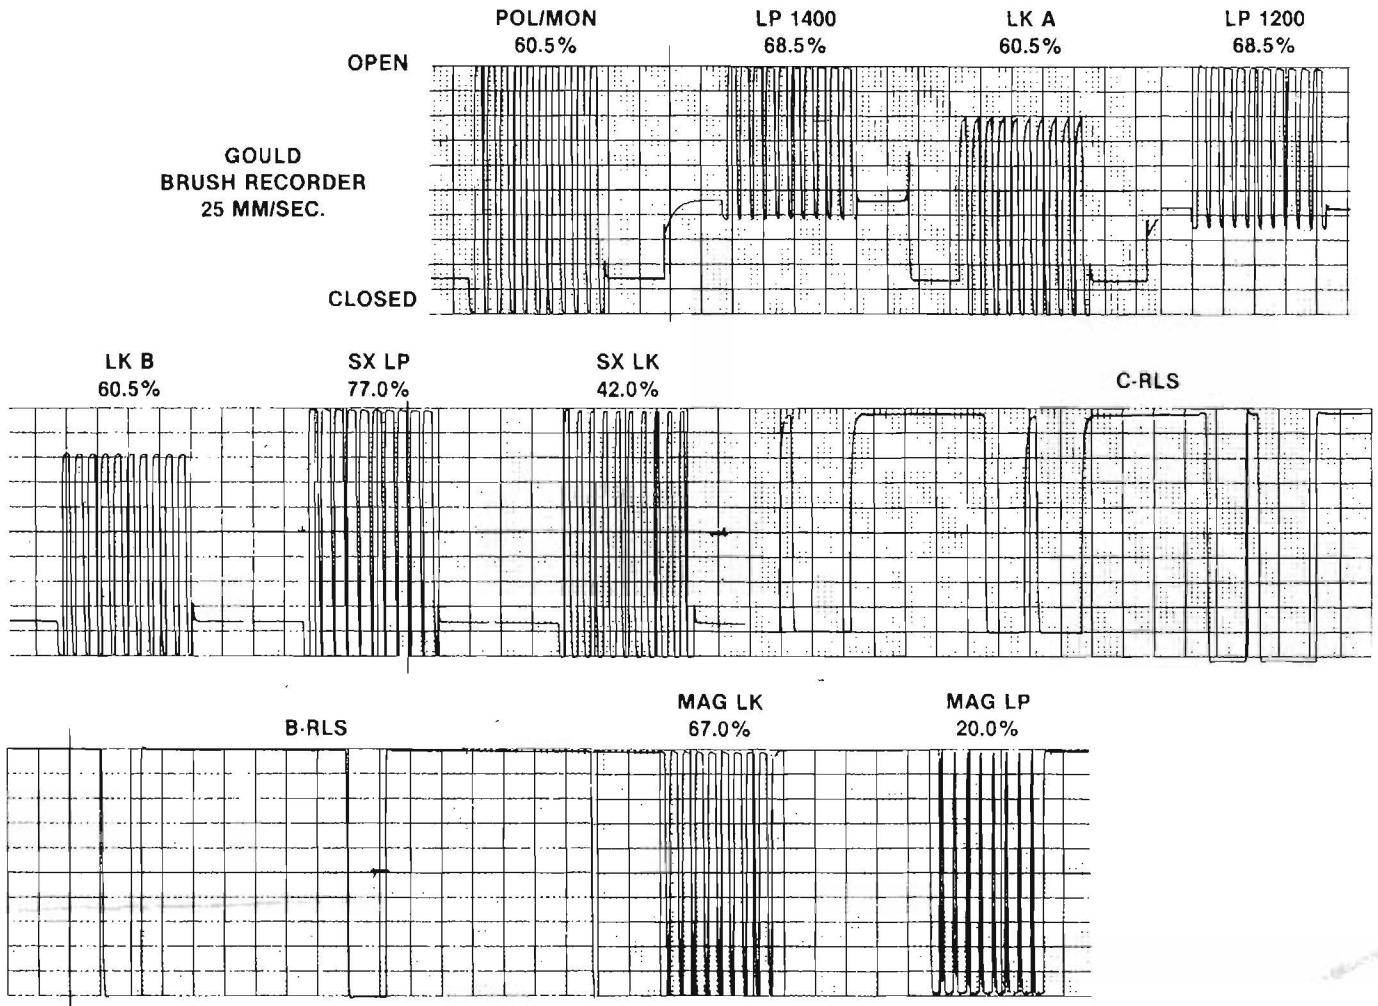 POL/MON
60.5%
LP 1400
68.5%
LK A
60.5%
LP 1200
68.5%
OPEN
GOULD
BRUSH RECORDER
25 MM/SEC.
CLOSED
LK B
60.5%
SX LP
77.0%
SX LK
42.0%
C-RLS
B-RLS
MAG LK
67.0%
MAG LP
20.0%